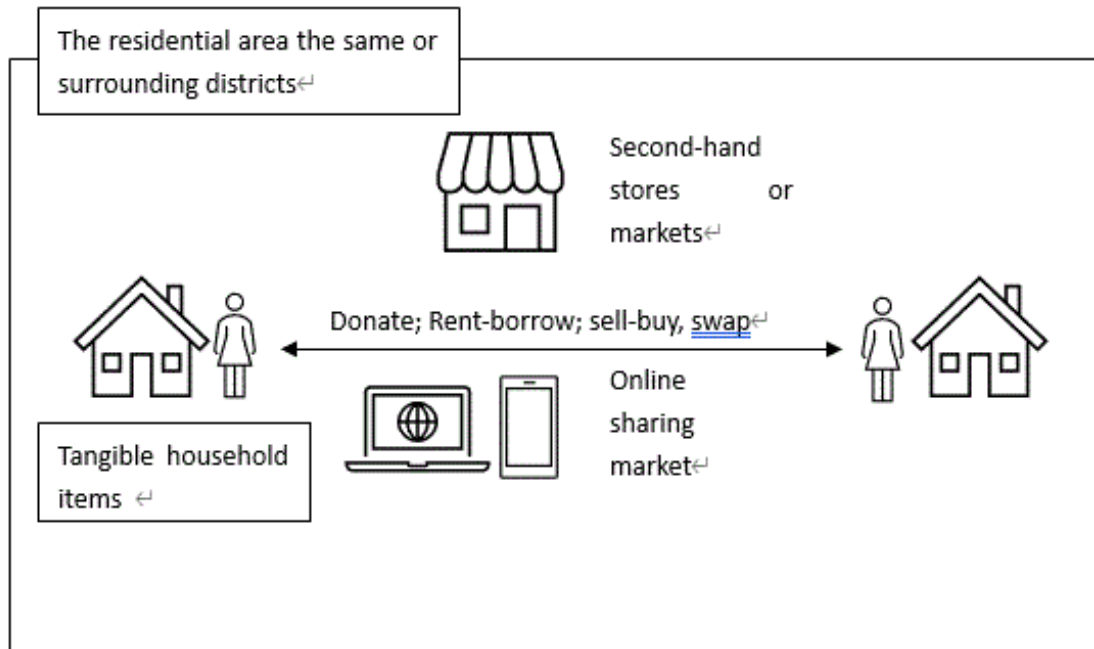 The residential area the same or
surrounding districts↵
Second-hand
stores or
markets↵
Donate; Rent-borrow; sell-buy, swap↵
Online
sharing
market↵
Tangible household
items ↵